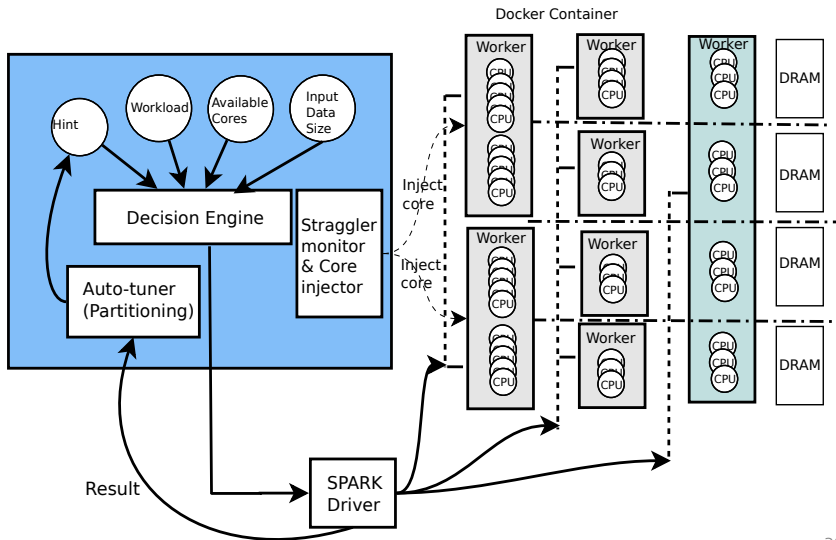 Docker Container
Hint
Workload
Available
Cores
Input
Data
Size
Decision Engine
Straggler
monitor
& Core
injector
Auto-tuner
(Partitioning)
Inject
core
Inject
core
Result
SPARK
Driver
Worker
CPU
CPU
CPU
CPU
CPU
CPU
CPU
CPU
Worker
CPU
CPU
CPU
CPU
CPU
CPU
CPU
CPU
Worker
CPU
CPU
CPU
CPU
Worker
CPU
CPU
CPU
Worker
CPU
CPU
CPU
Worker
CPU
CPU
CPU
Worker
CPU
CPU
CPU
CPU
CPU
CPU
CPU
CPU
CPU
CPU
CPU
CPU
DRAM
DRAM
DRAM
DRAM